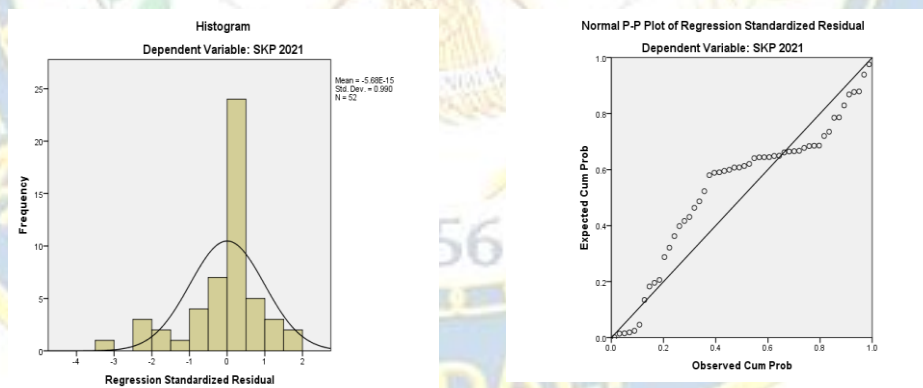 Histogram
Dependent Variable: SKP 2021
Mean = -5.68E-15
Std. Dev. = 0.990
N = 52
Frequency
25
20
15
10
5
0
-4 -3 -2 -1 0 1 2
Regression Standardized Residual
Normal P-P Plot of Regression Standardized Residual
Dependent Variable: SKP 2021
Expected Cum Prob
1.0
0.8
0.6
0.4
0.2
0.0
0.0 0.2 0.4 0.6 0.8 1.0
Observed Cum Prob
56